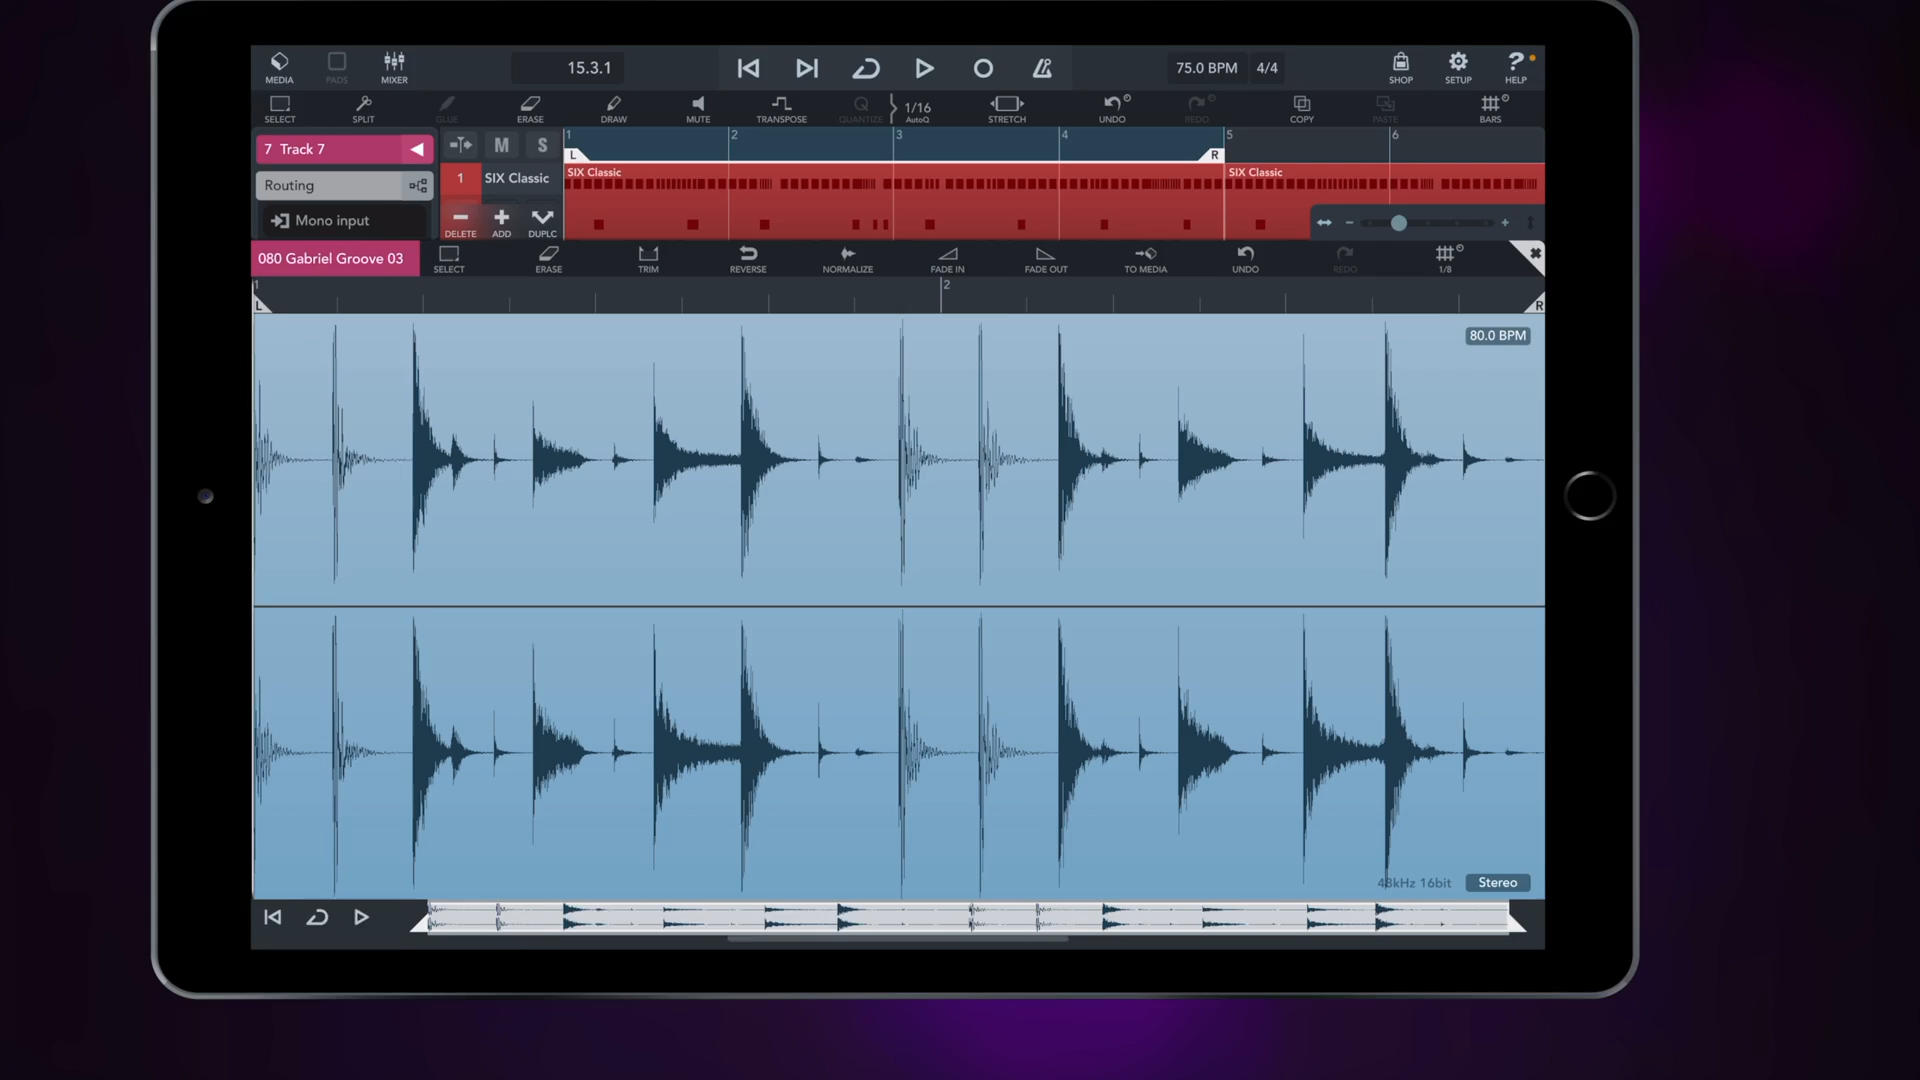 MEDIA
PADS
MIXER
15.3.1
75.0 BPM
4/4
SHOP
SETUP
?
HELP
SELECT
SPLIT
GLUE
ERASE
DRAW
MUTE
TRANSPOSE
Q
QUANTIZE
1/16
AutoQ
STRETCH
UNDO
REDO
COPY
PASTE
BARS
7 Track 7
M
S
1
2
3
4
5
6
L
R
Routing
1
SIX Classic
SIX Classic
SIX Classic
Mono input
DELETE
ADD
DUPLC
080 Gabriel Groove 03
SELECT
ERASE
TRIM
REVERSE
NORMALIZE
FADE IN
FADE OUT
TO MEDIA
UNDO
REDO
1/8
1
2
L
R
80.0 BPM
48kHz 16bit
Stereo